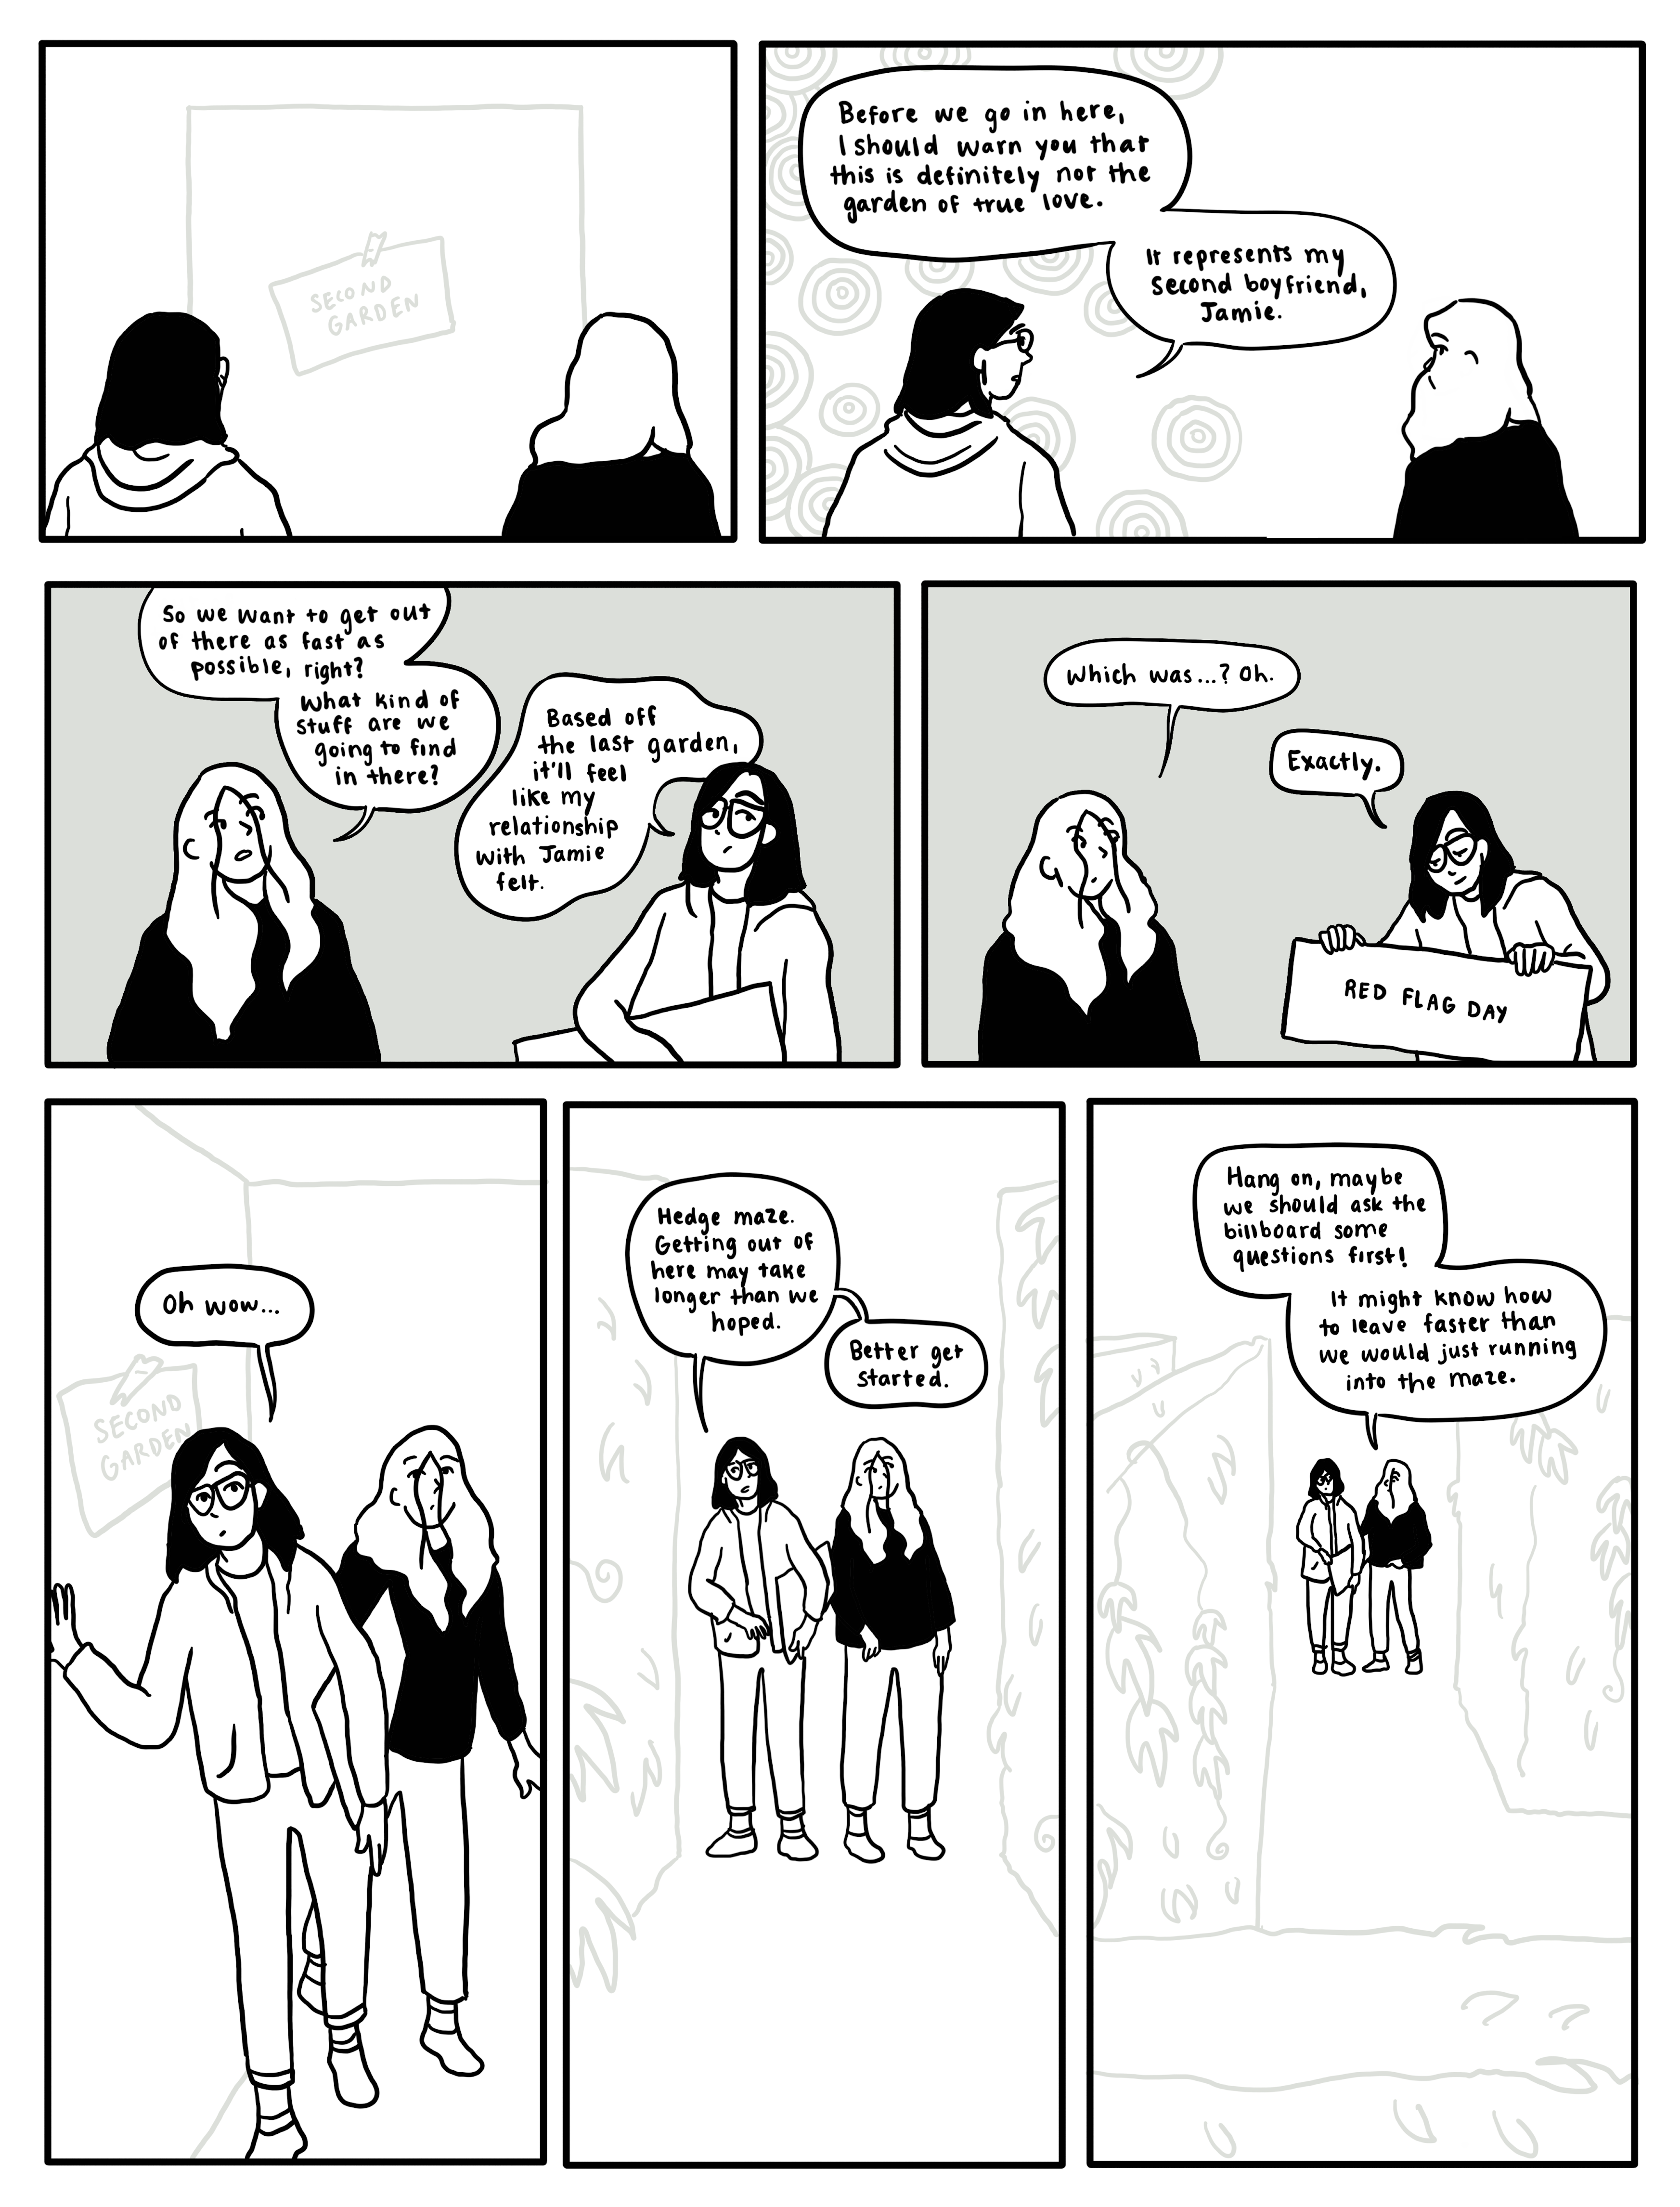 SECOND
GARDEN
Before we go in here,
I should warn you that
this is definitely not the
garden of true love.
It represents my
second boyfriend,
Jamie.
So we want to get out
of there as fast as
possible, right?
What kind of
stuff are we
going to find
in there?
Based off
the last garden,
it'll feel
like my
relationship
with Jamie
felt.
Which was...? Oh.
Exactly.
RED FLAG DAY
Oh wow...
SECOND
GARDEN
Hedge maze.
Getting out of
here may take
longer than we
hoped.
Better get
started.
Hang on, maybe
we should ask the
billboard some
questions first!
It might know how
to leave faster than
we would just running
into the maze.